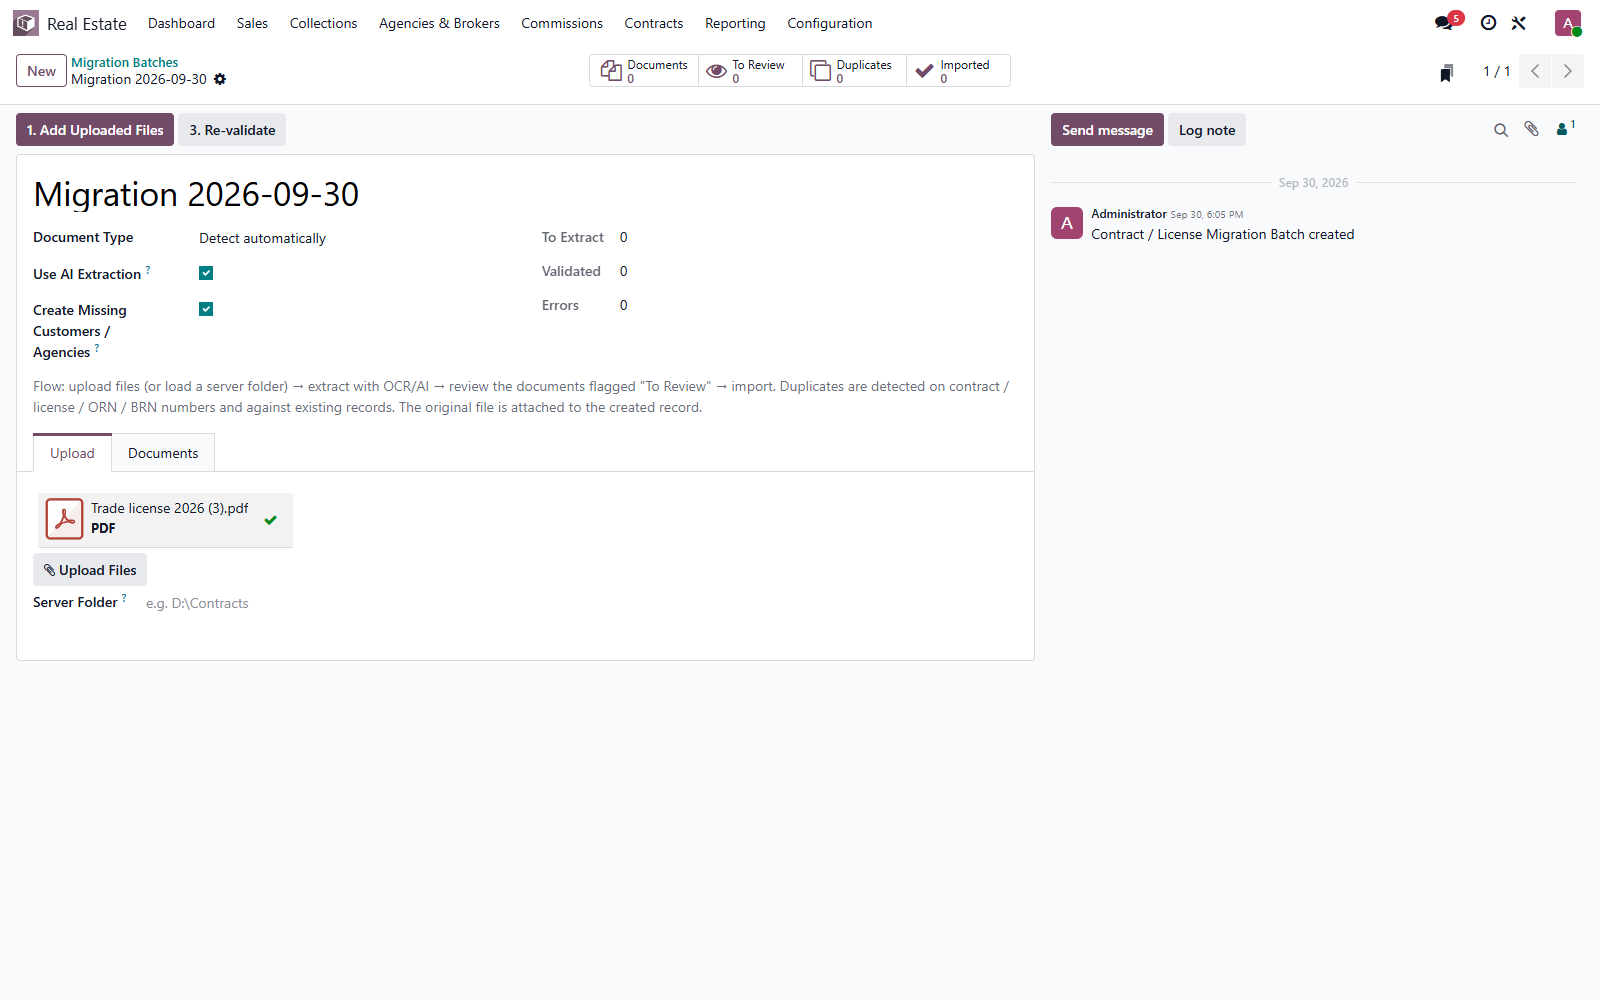 Real Estate
Dashboard
Sales
Collections
Agencies & Brokers
Commissions
Contracts
Reporting
Configuration
5
A
New
Migration Batches
Migration 2026-09-30
Documents
0
To Review
0
Duplicates
0
Imported
0
1 / 1
1. Add Uploaded Files
3. Re-validate
Send message
Log note
1
Migration 2026-09-30
Document Type
Detect automatically
Use AI Extraction ?
Create Missing
Customers /
Agencies ?
To Extract 0
Validated 0
Errors 0
Flow: upload files (or load a server folder) → extract with OCR/AI → review the documents flagged "To Review" → import. Duplicates are detected on contract /
license / ORN / BRN numbers and against existing records. The original file is attached to the created record.
Upload
Documents
Trade license 2026 (3).pdf
PDF
Upload Files
Server Folder ?
e.g. D:\Contracts
Sep 30, 2026
A
Administrator Sep 30, 6:05 PM
Contract / License Migration Batch created